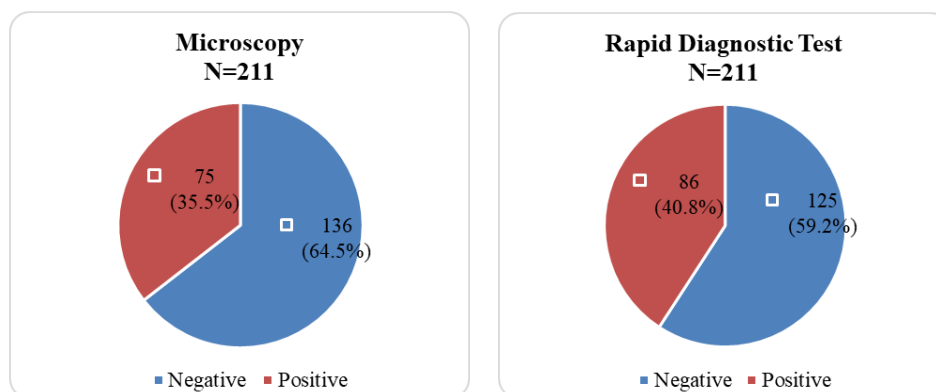 Microscopy
N=211
75
(35.5%)
136
(64.5%)
Negative
Positive
Rapid Diagnostic Test
N=211
86
(40.8%)
125
(59.2%)
Negative
Positive